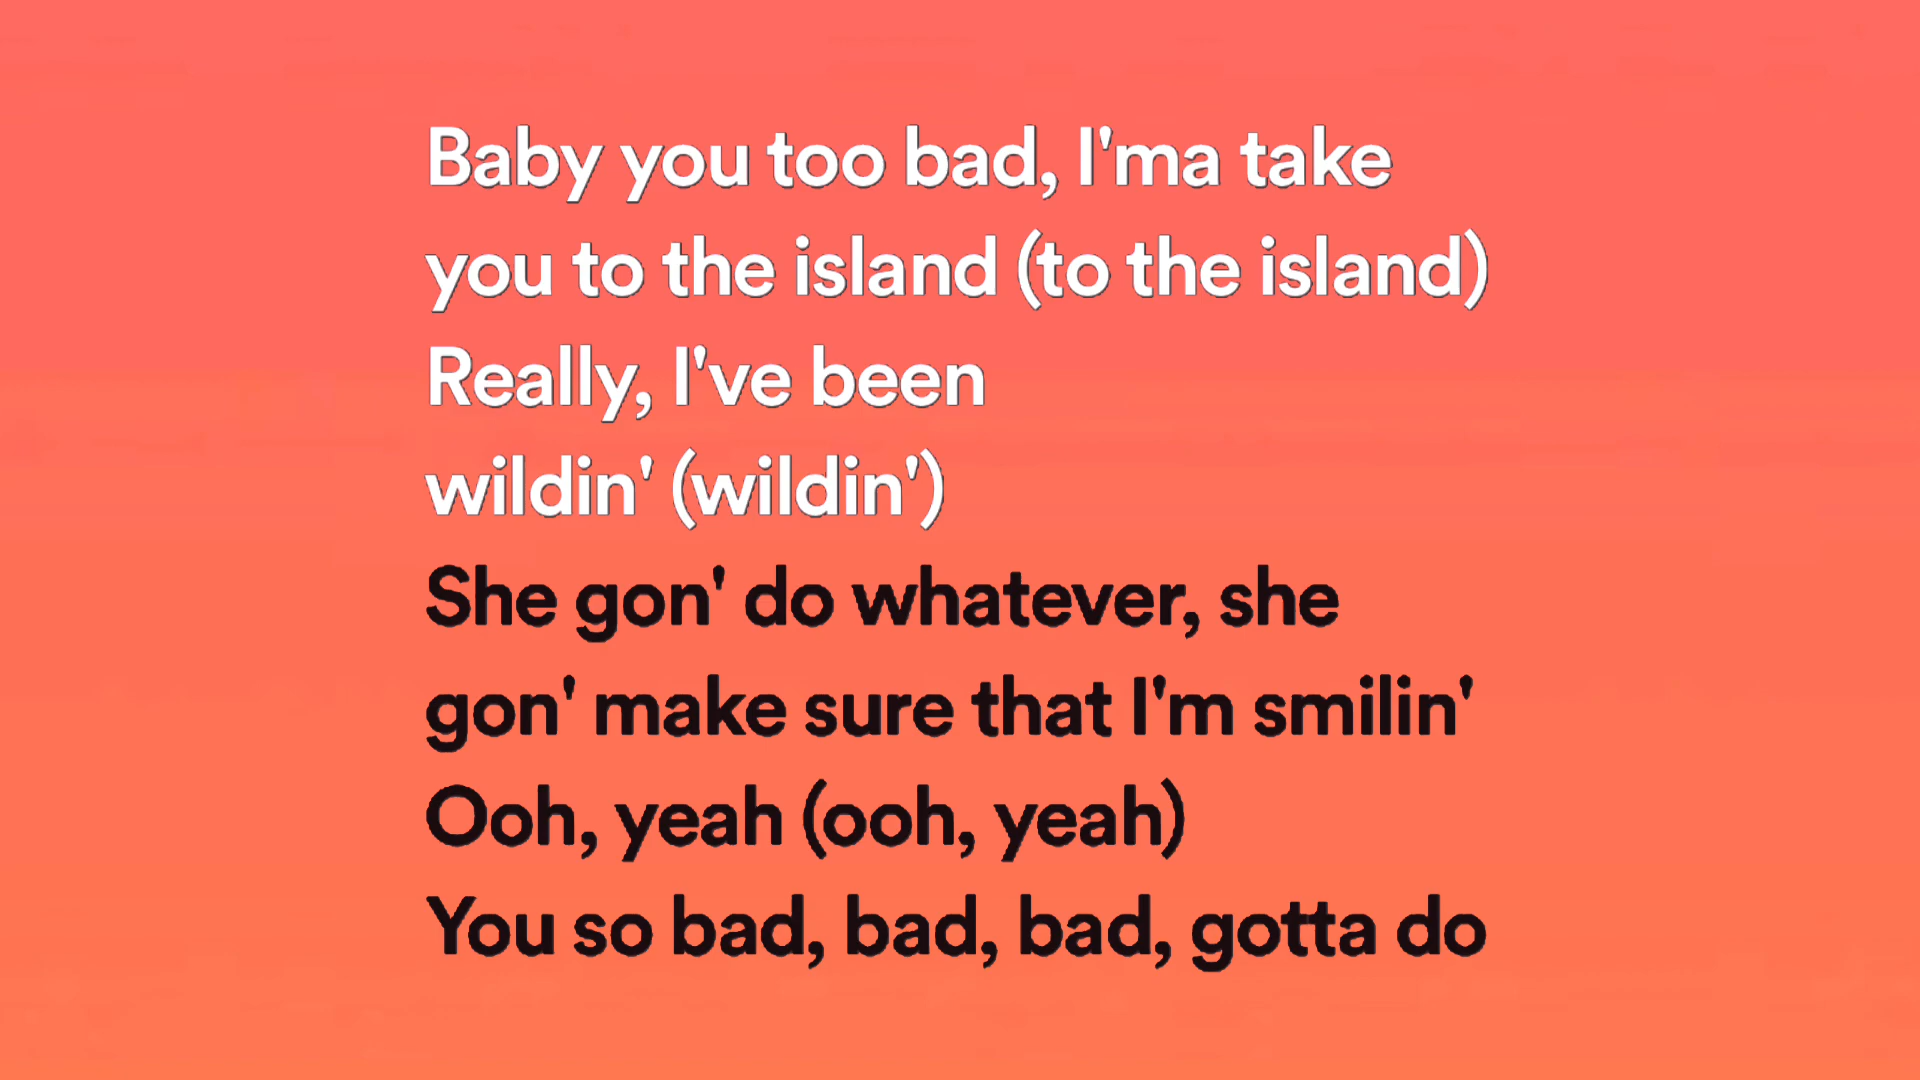 Baby you too bad, I'ma take
you to the island (to the island)
Really, I've been
wildin' (wildin')
She gon' do whatever, she
gon' make sure that I'm smilin'
Ooh, yeah (ooh, yeah)
You so bad, bad, bad, gotta do